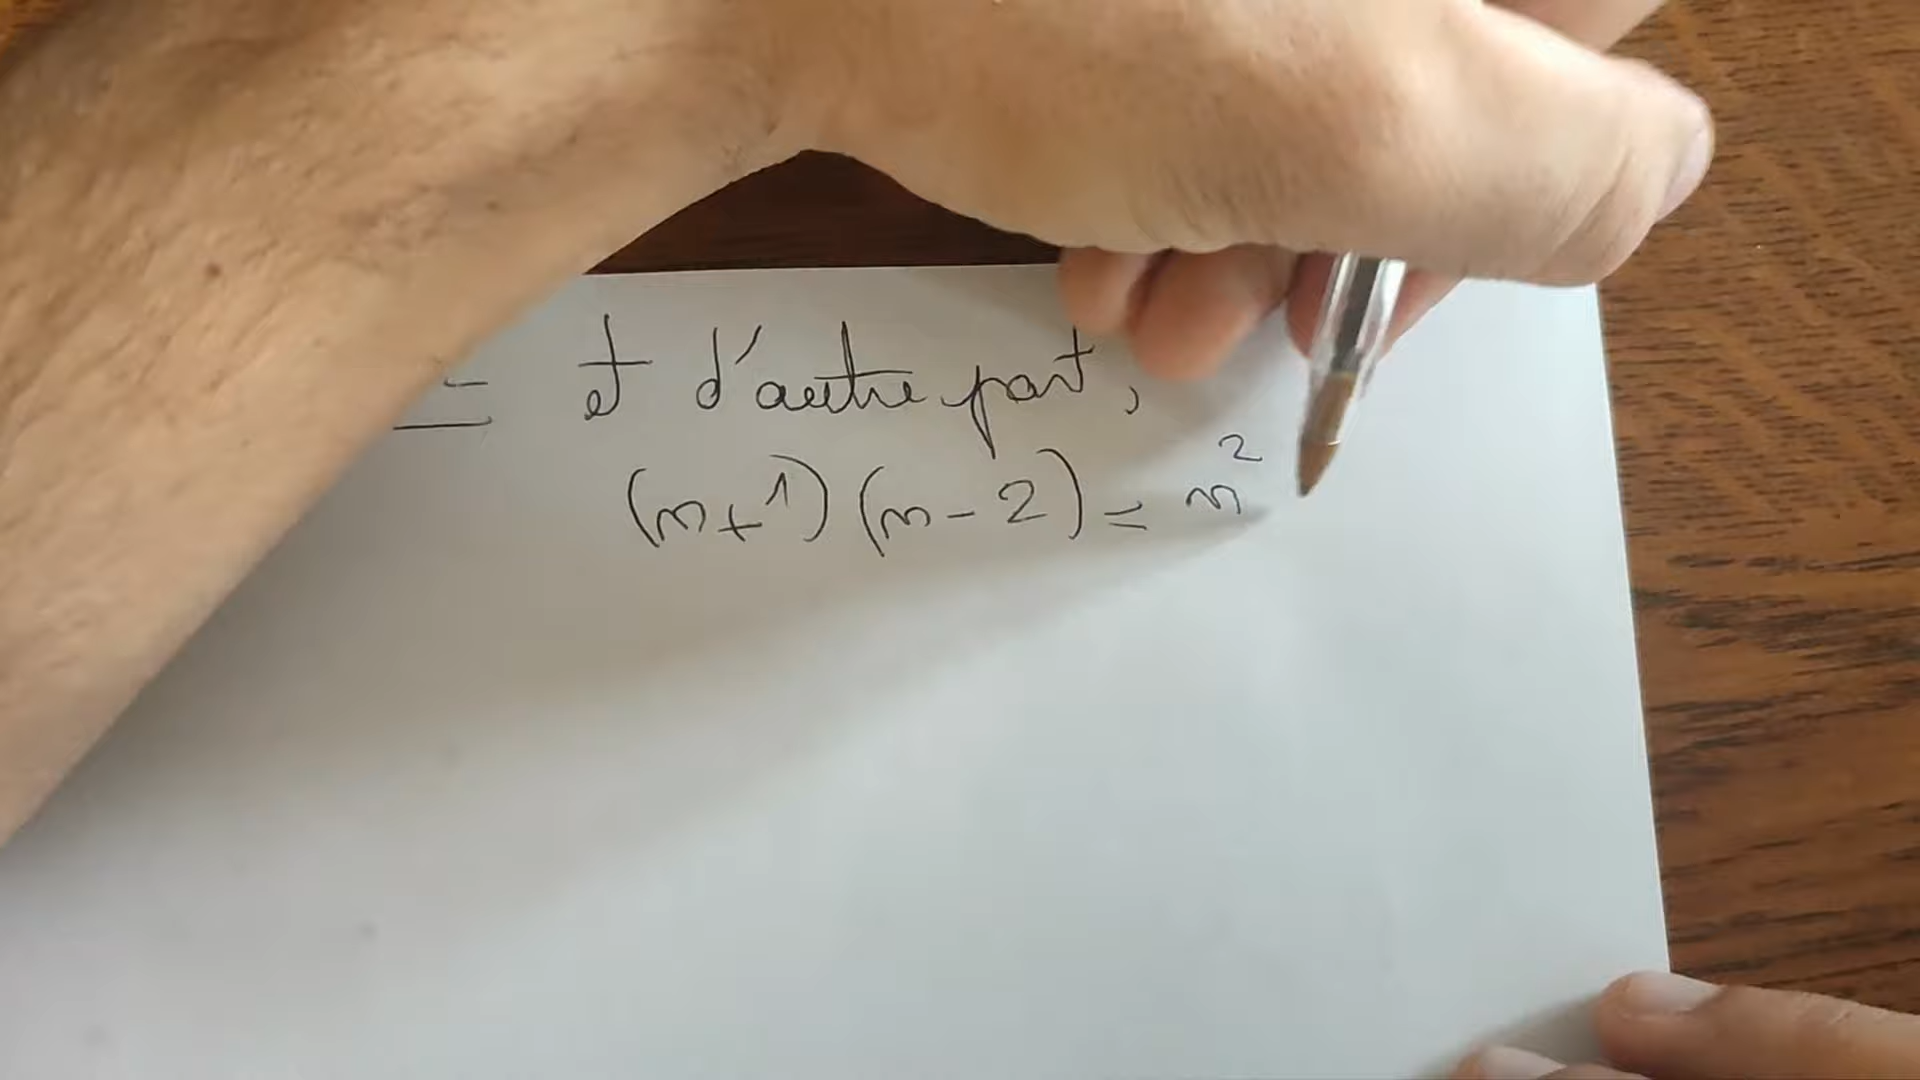 = et d'autre part,
(n+1)(n-2) = n²